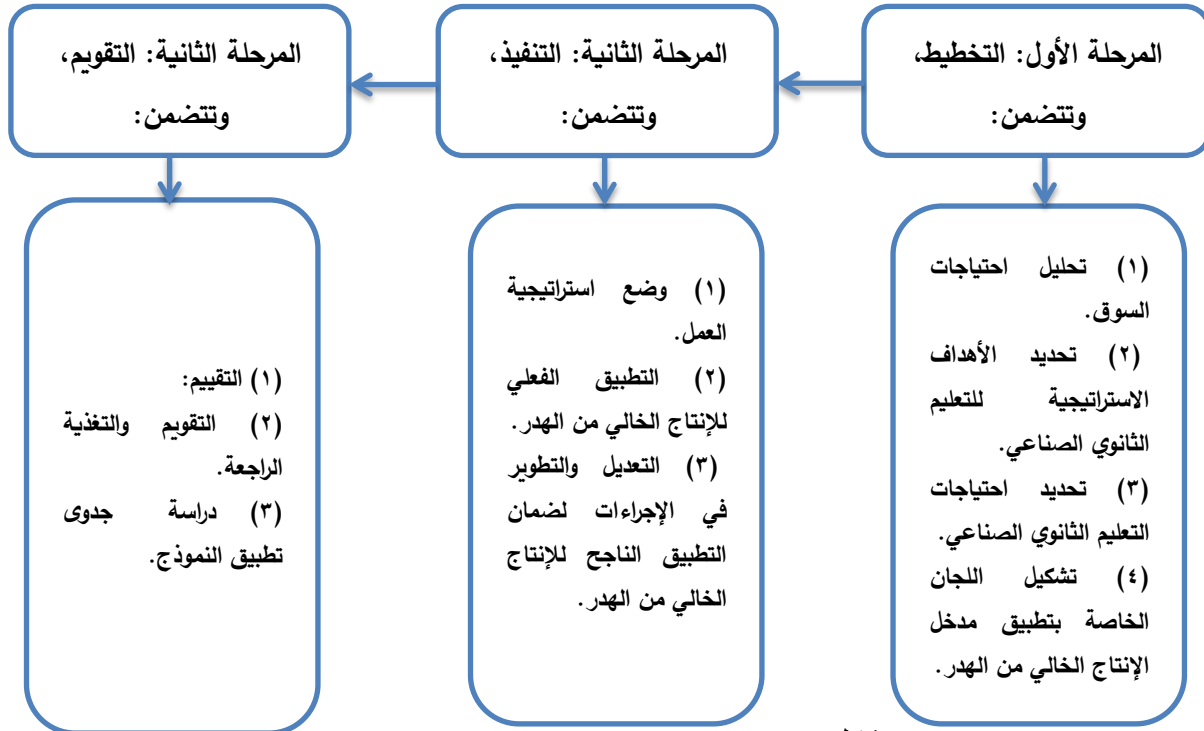 المرحلة الأول: التخطيط،
وتتضمن:
(١) تحليل احتياجات
السوق.
(٢) تحديد الأهداف
الاستراتيجية للتعليم
الثانوي الصناعي.
(٣) تحديد احتياجات
التعليم الثانوي الصناعي.
(٤) تشكيل اللجان
الخاصة بتطبيق مدخل
الإنتاج الخالي من الهدر.
المرحلة الثانية: التنفيذ،
وتتضمن:
(١) وضع استراتيجية
العمل.
(٢) التطبيق الفعلي
للإنتاج الخالي من الهدر.
(٣) التعديل والتطوير
في الإجراءات لضمان
التطبيق الناجح للإنتاج
الخالي من الهدر.
المرحلة الثانية: التقويم،
وتتضمن:
(١) التقييم:
(٢) التقويم والتغذية
الراجعة.
(٣) دراسة جدوى
تطبيق النموذج.